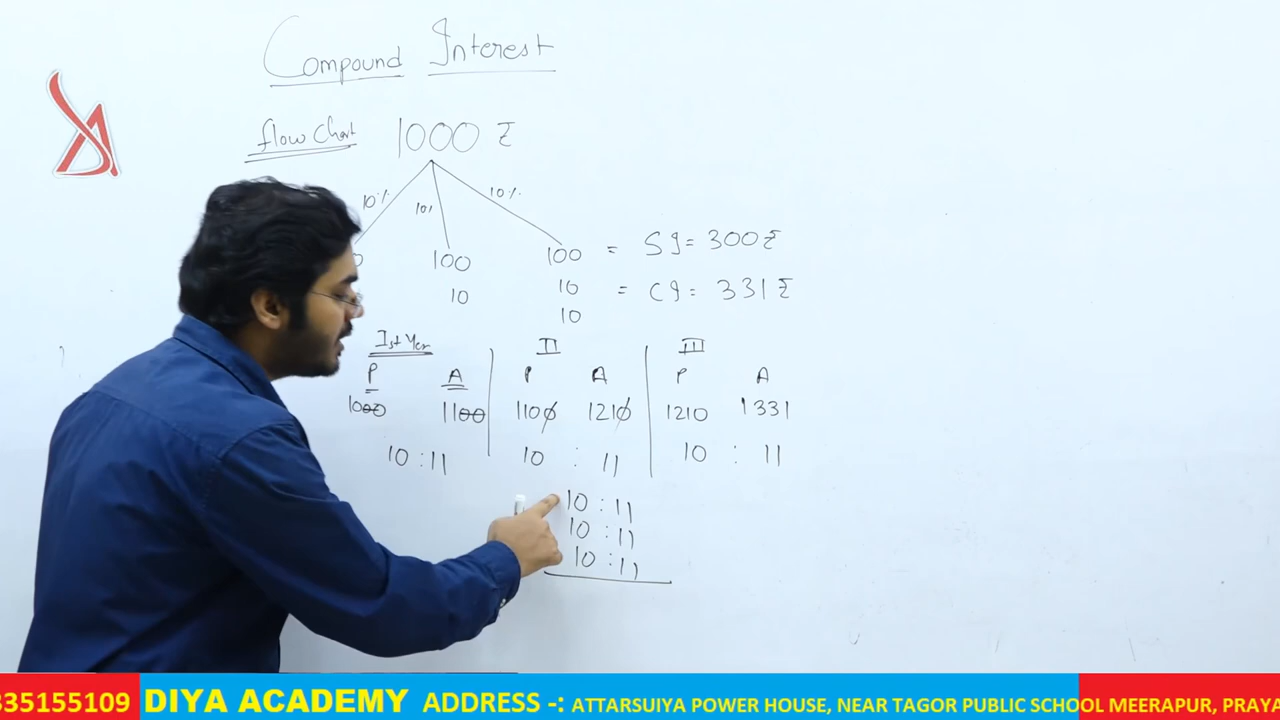 Compound Interest
flow Chart 1000 ₹
10% 10% 10%
0 100 100 = SI = 300 ₹
10 10 = CI = 331 ₹
10
Ist Year II III
P A P A P A
1000 1100 1100 1210 1210 1331
10 : 11 10 : 11 10 : 11
10 : 11
10 : 11
10 : 11
335155109 DIYA ACADEMY ADDRESS -: ATTARSUIYA POWER HOUSE, NEAR TAGOR PUBLIC SCHOOL MEERAPUR, PRAYA